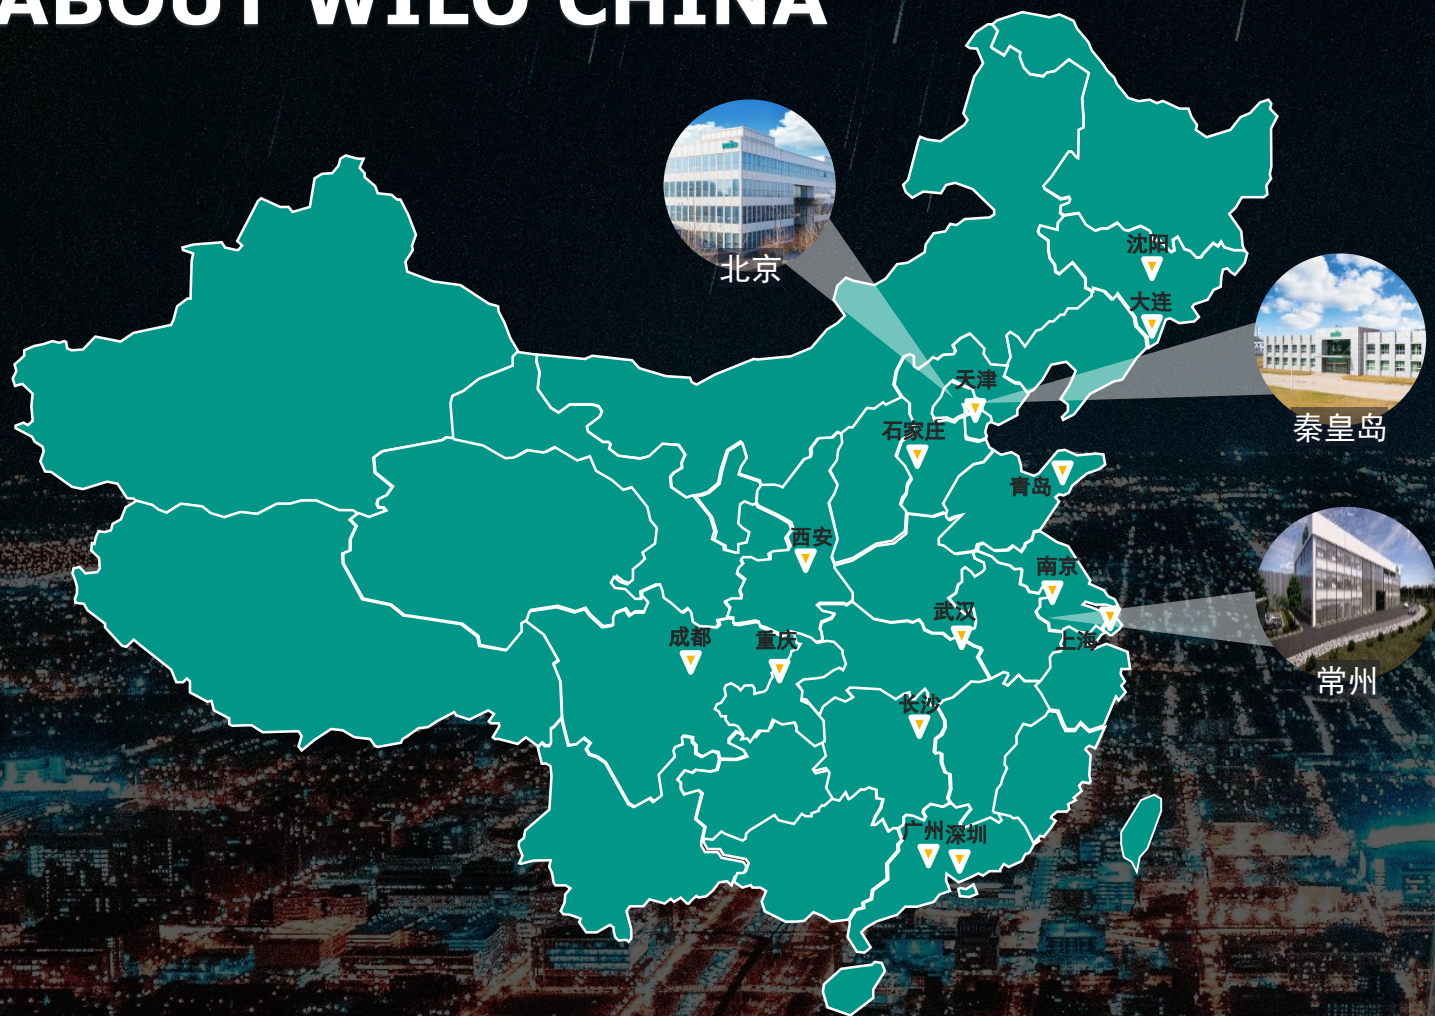 ABOUT WILO CHINA
北京
沈阳
大连
秦皇岛
天津
石家庄
青岛
西安
南京
武汉
上海
成都
重庆
常州
长沙
广州
深圳
wilo